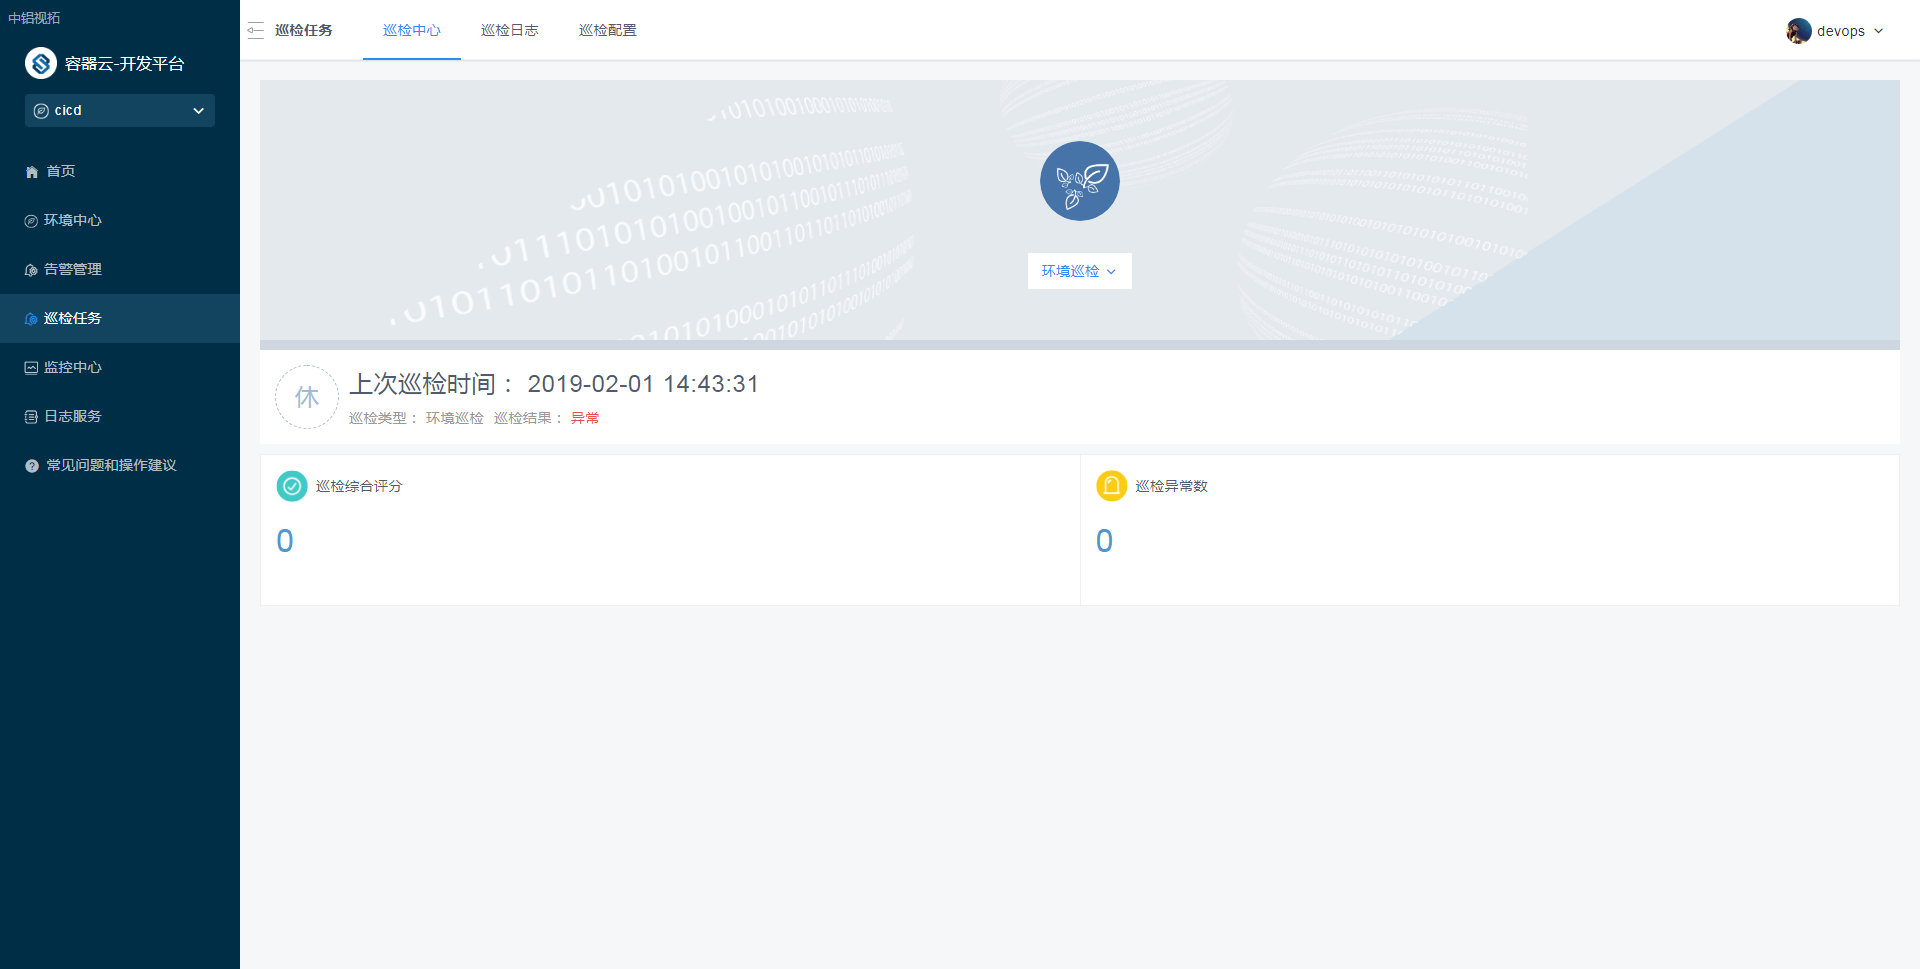 中铝视拓
容器云-开发平台
cicd
首页
环境中心
告警管理
巡检任务
监控中心
日志服务
常见问题和操作建议
巡检任务 巡检中心 巡检日志 巡检配置
devops
环境巡检
休
上次巡检时间： 2019-02-01 14:43:31
巡检类型： 环境巡检 巡检结果： 异常
巡检综合评分
0
巡检异常数
0